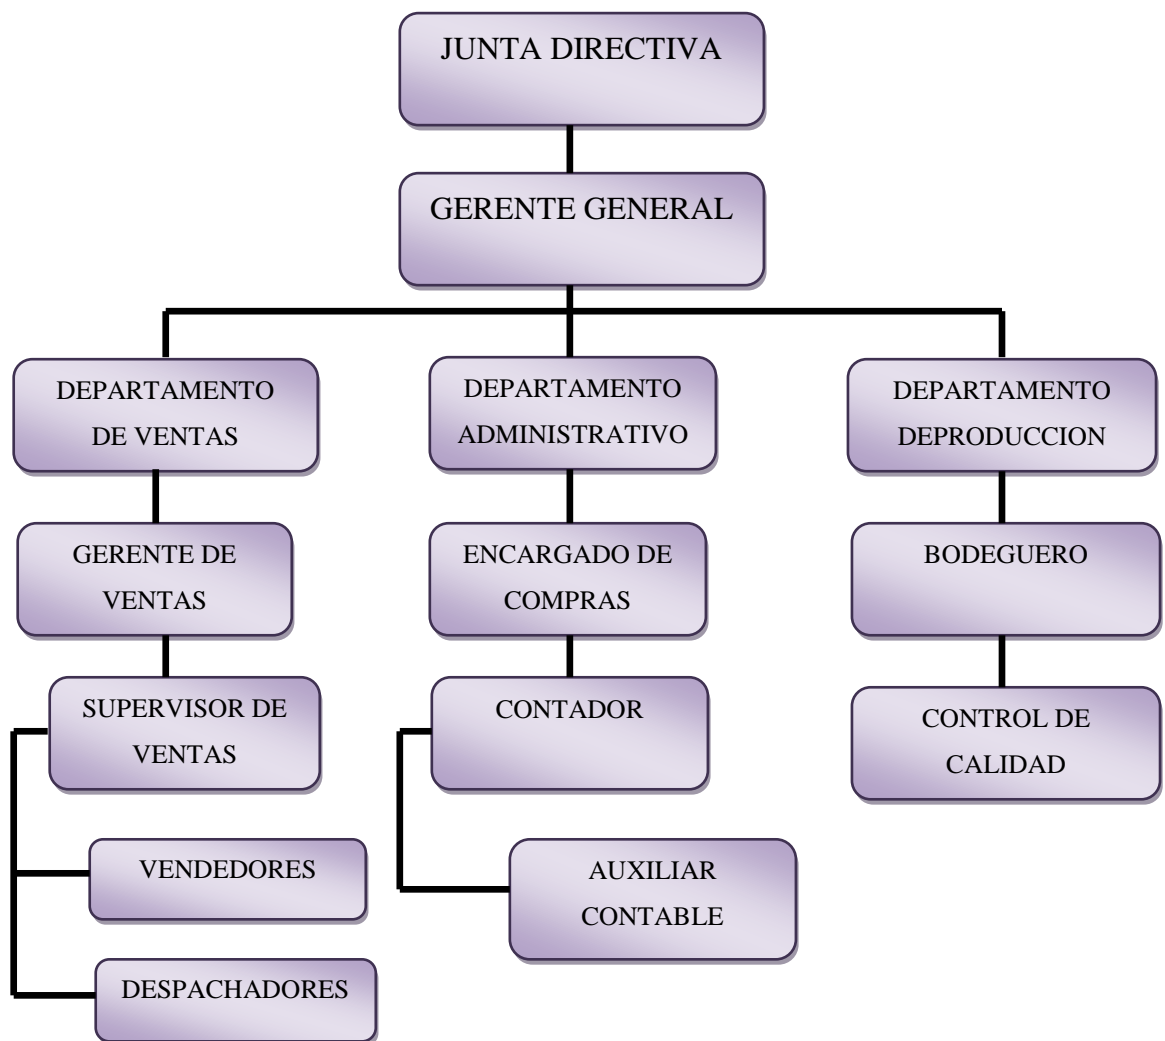 JUNTA DIRECTIVA
GERENTE GENERAL
DEPARTAMENTO
DE VENTAS
DEPARTAMENTO
ADMINISTRATIVO
DEPARTAMENTO
DEPRODUCCION
GERENTE DE
VENTAS
ENCARGADO DE
COMPRAS
BODEGUERO
SUPERVISOR DE
VENTAS
CONTADOR
CONTROL DE
CALIDAD
VENDEDORES
AUXILIAR
CONTABLE
DESPACHADORES